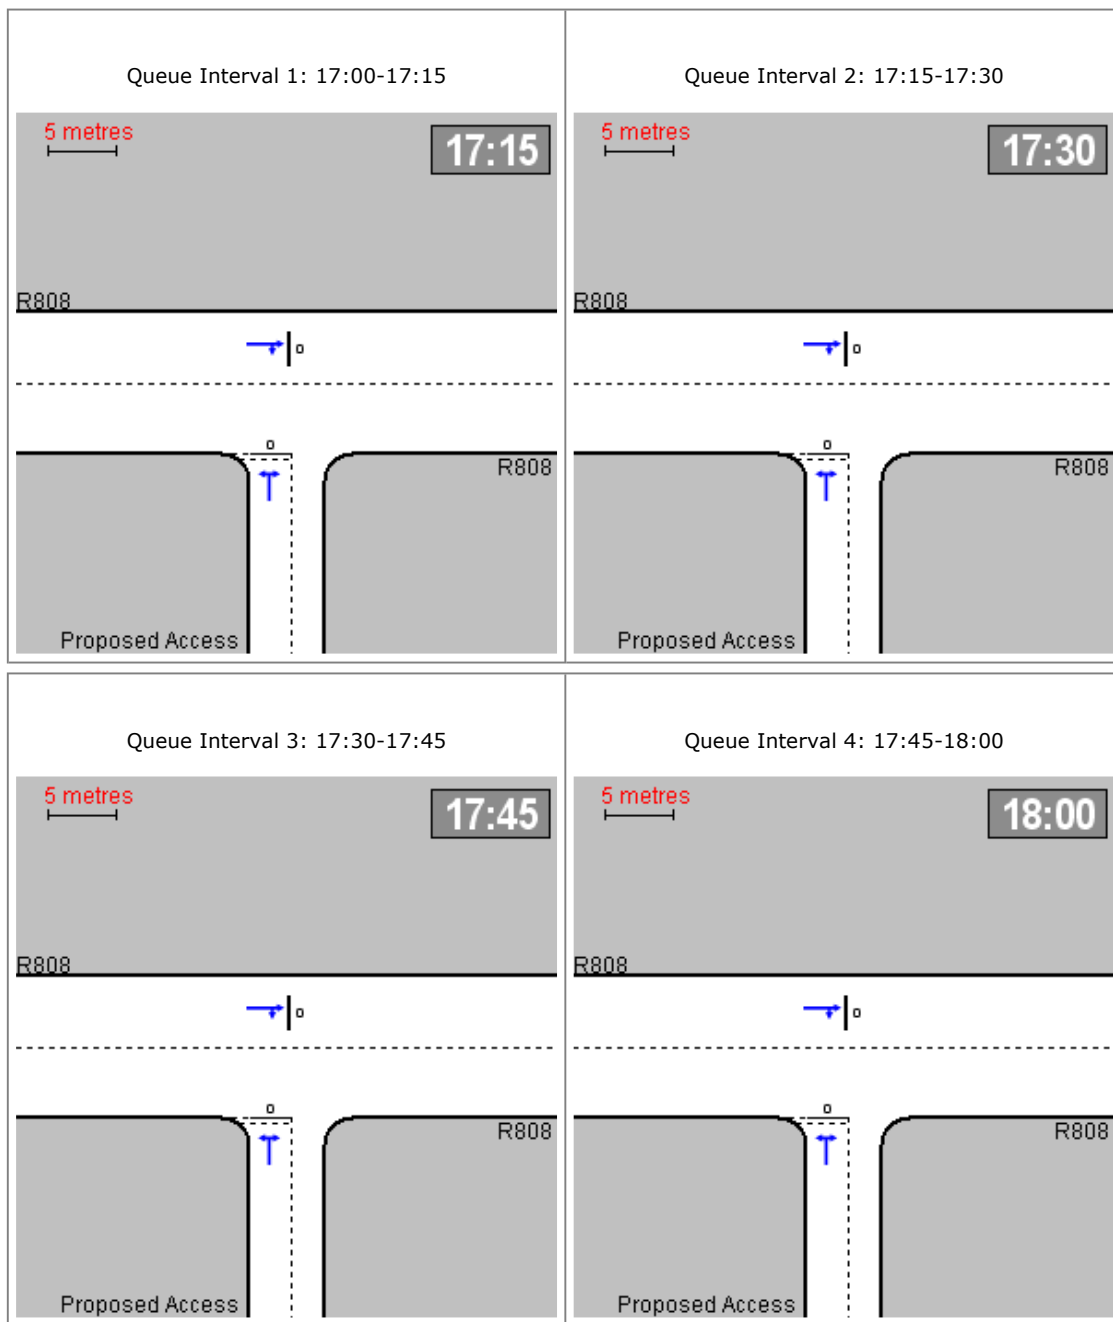 Queue Interval 1: 17:00-17:15
5 metres
17:15
R808
0
0
R808
Proposed Access
Queue Interval 2: 17:15-17:30
5 metres
17:30
R808
0
0
R808
Proposed Access
Queue Interval 3: 17:30-17:45
5 metres
17:45
R808
0
0
R808
Proposed Access
Queue Interval 4: 17:45-18:00
5 metres
18:00
R808
0
0
R808
Proposed Access